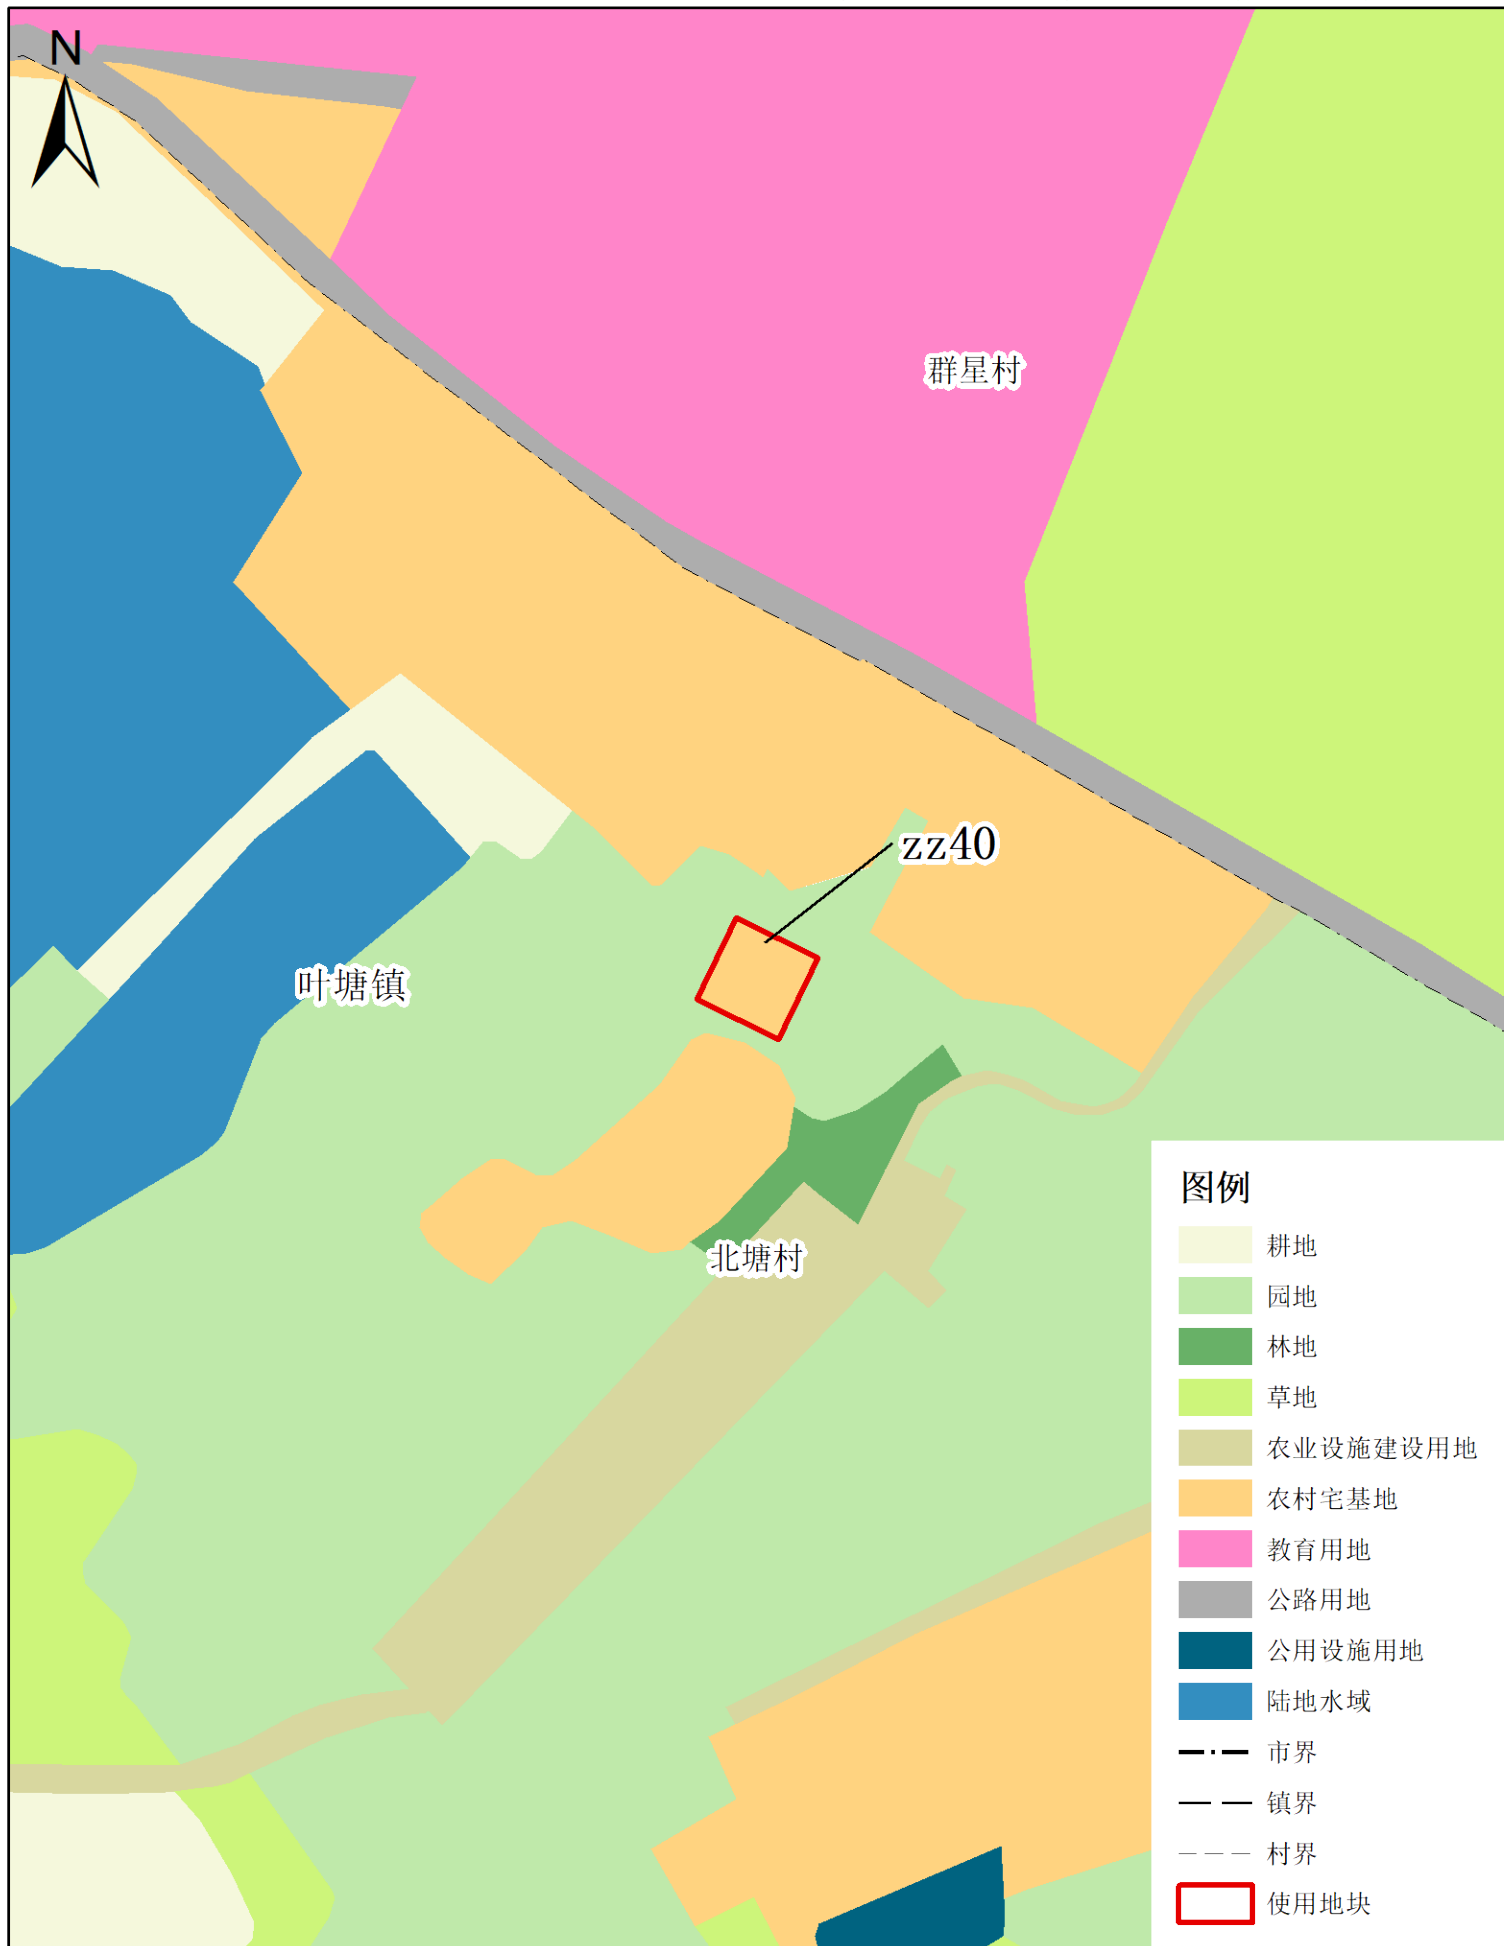 N
群星村
zz40
叶塘镇
北塘村
图例
耕地
园地
林地
草地
农业设施建设用地
农村宅基地
教育用地
公路用地
公用设施用地
陆地水域
市界
镇界
村界
使用地块